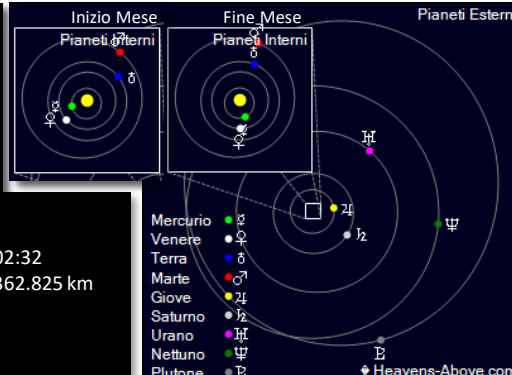 Inizio Mese
Fine Mese
Pianeti Esterni
Pianeti Interni
Pianeti Interni
02:32
362.825 km
Mercurio ☿
Venere ♀
Terra ♁
Marte ♂
Giove ♃
Saturno ♄
Urano ♅
Nettuno ♆
Plutone ♇
� Heavens-Above.com